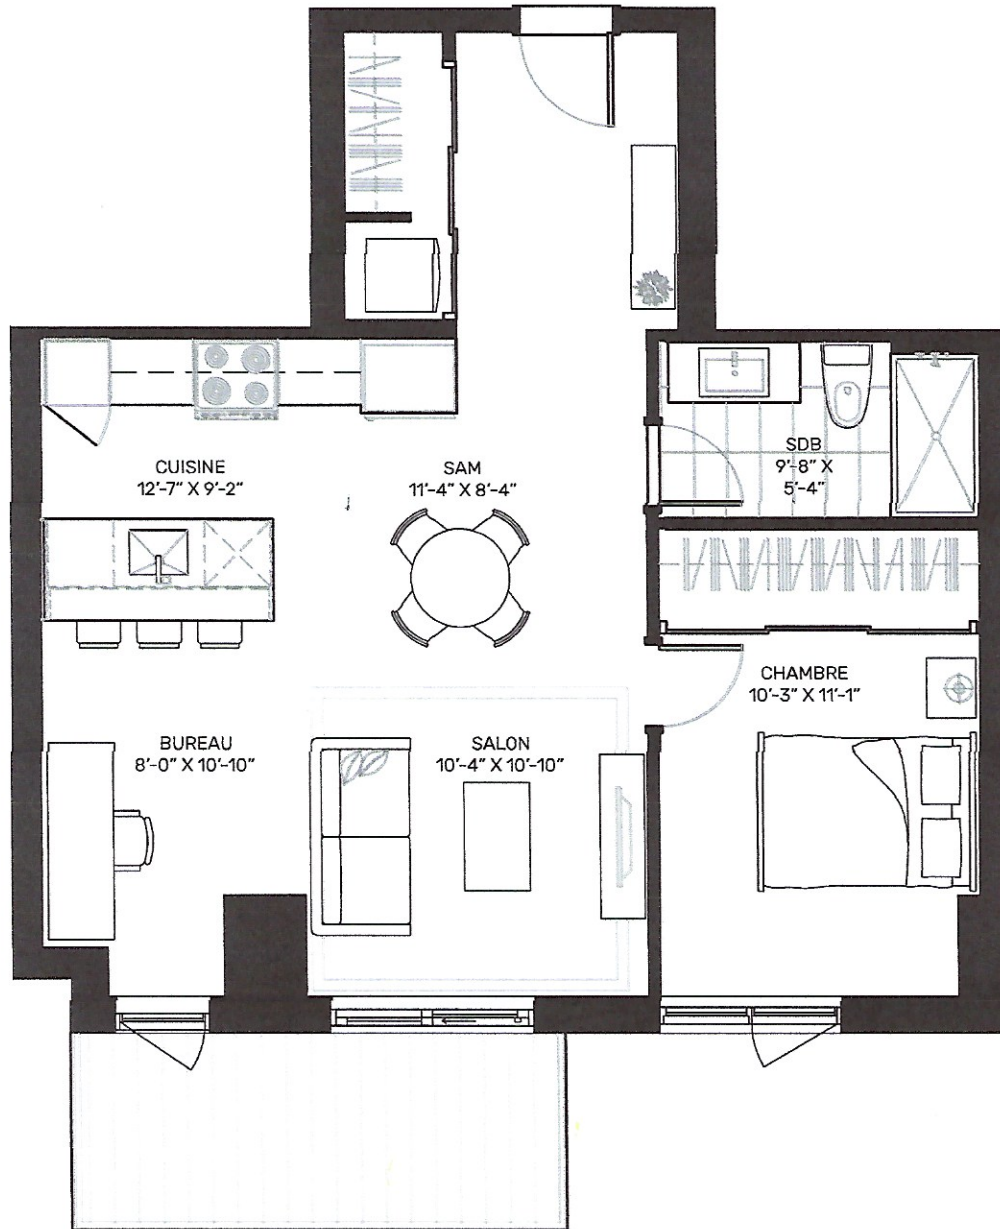 CUISINE
12'-7" X 9'-2"
SAM
11'-4" X 8'-4"
SDB
9'-8" X
5'-4"
CHAMBRE
10'-3" X 11'-1"
BUREAU
8'-0" X 10'-10"
SALON
10'-4" X 10'-10"